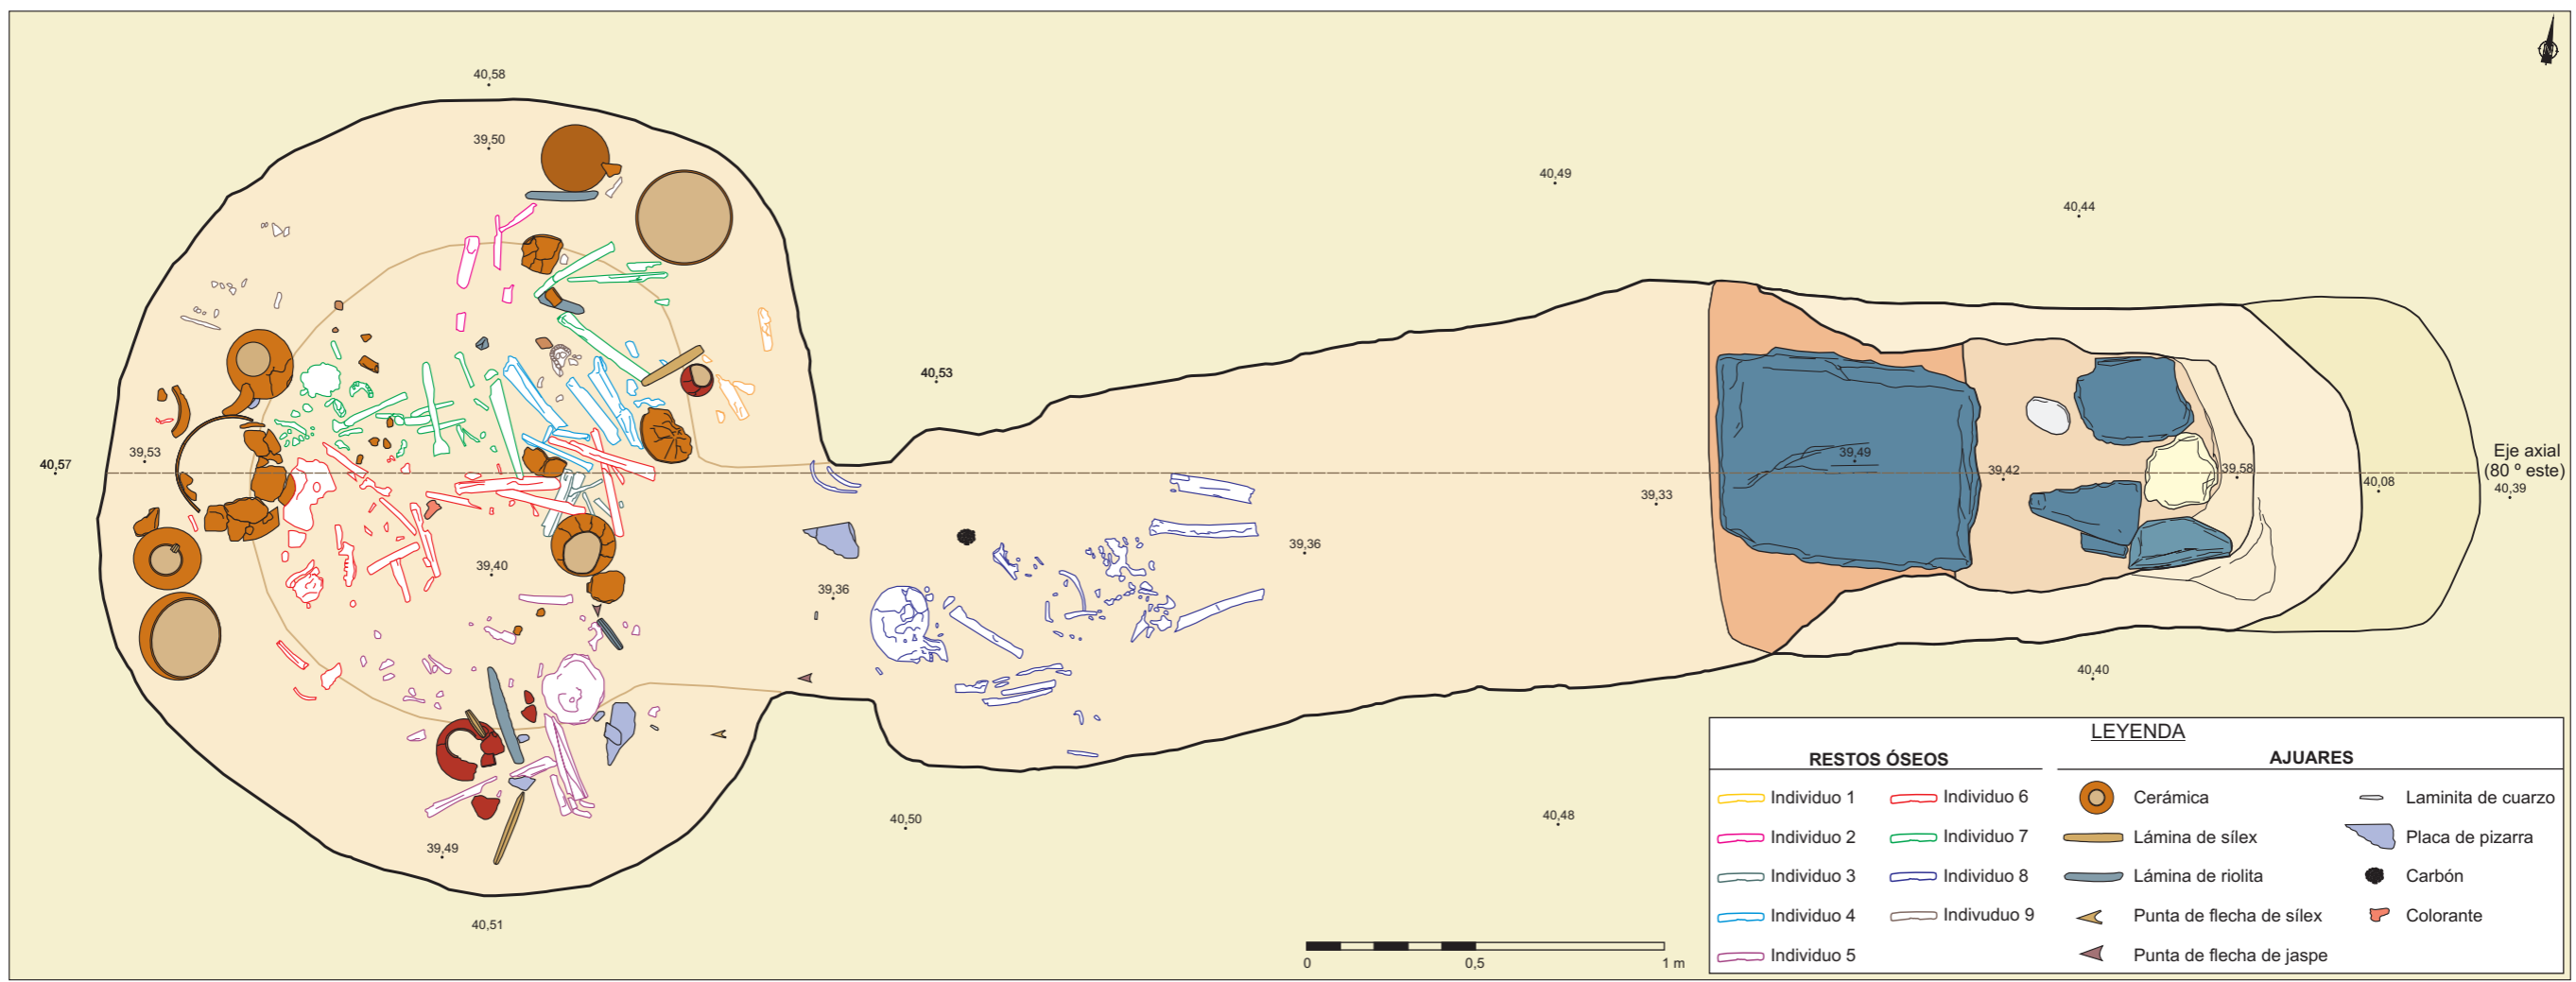 40,58
39,50
40,49
40,44
40,53
40,57
39,53
39,49
39,42
39,58
40,08
Eje axial
(80 º este)
40,39
39,33
39,36
39,40
39,36
40,40
39,49
40,50
40,48
40,51
0
0,5
1 m
LEYENDA
RESTOS ÓSEOS
Individuo 1
Individuo 2
Individuo 3
Individuo 4
Individuo 5
Individuo 6
Individuo 7
Individuo 8
Indivuduo 9
AJUARES
Cerámica
Lámina de sílex
Lámina de riolita
Punta de flecha de sílex
Punta de flecha de jaspe
Laminita de cuarzo
Placa de pizarra
Carbón
Colorante